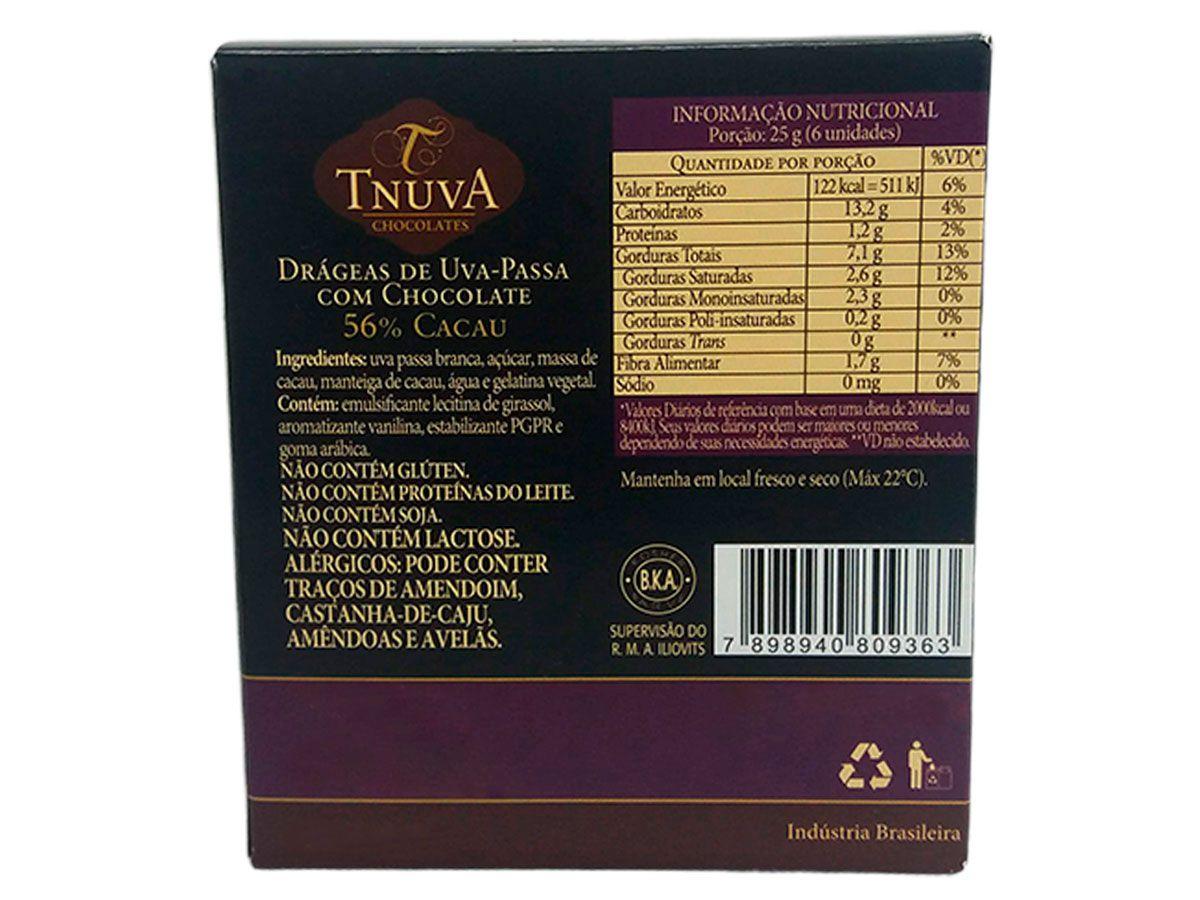 T
TNUVA
CHOCOLATES
DRÁGEAS DE UVA-PASSA
COM CHOCOLATE
56% CACAU
Ingredientes: uva passa branca, açúcar, massa de
cacau, manteiga de cacau, água e gelatina vegetal.
Contém: emulsificante lecitina de girassol,
aromatizante vanilina, estabilizante PGPR e
goma arábica.
NÃO CONTÉM GLÚTEN.
NÃO CONTÉM PROTEÍNAS DO LEITE.
NÃO CONTÉM SOJA.
NÃO CONTÉM LACTOSE.
ALÉRGICOS: PODE CONTER
TRAÇOS DE AMENDOIM,
CASTANHA-DE-CAJU,
AMÊNDOAS E AVELÃS.
INFORMAÇÃO NUTRICIONAL
Porção: 25 g (6 unidades)
QUANTIDADE POR PORÇÃO %VD(*)
Valor Energético 122 kcal = 511 kJ 6%
Carboidratos 13,2 g 4%
Proteínas 1,2 g 2%
Gorduras Totais 7,1 g 13%
Gorduras Saturadas 2,6 g 12%
Gorduras Monoinsaturadas 2,3 g 0%
Gorduras Poli-insaturadas 0,2 g 0%
Gorduras Trans 0 g **
Fibra Alimentar 1,7 g 7%
Sódio 0 mg 0%
*Valores Diários de referência com base em uma dieta de 2000kcal ou
8400kJ. Seus valores diários podem ser maiores ou menores
dependendo de suas necessidades energéticas. **VD não estabelecido.
Mantenha em local fresco e seco (Máx 22°C).
KOSHER
B.K.A.
SUPERVISÃO DO
R. M. A. ILIOVITS
7 898940 809363
Indústria Brasileira